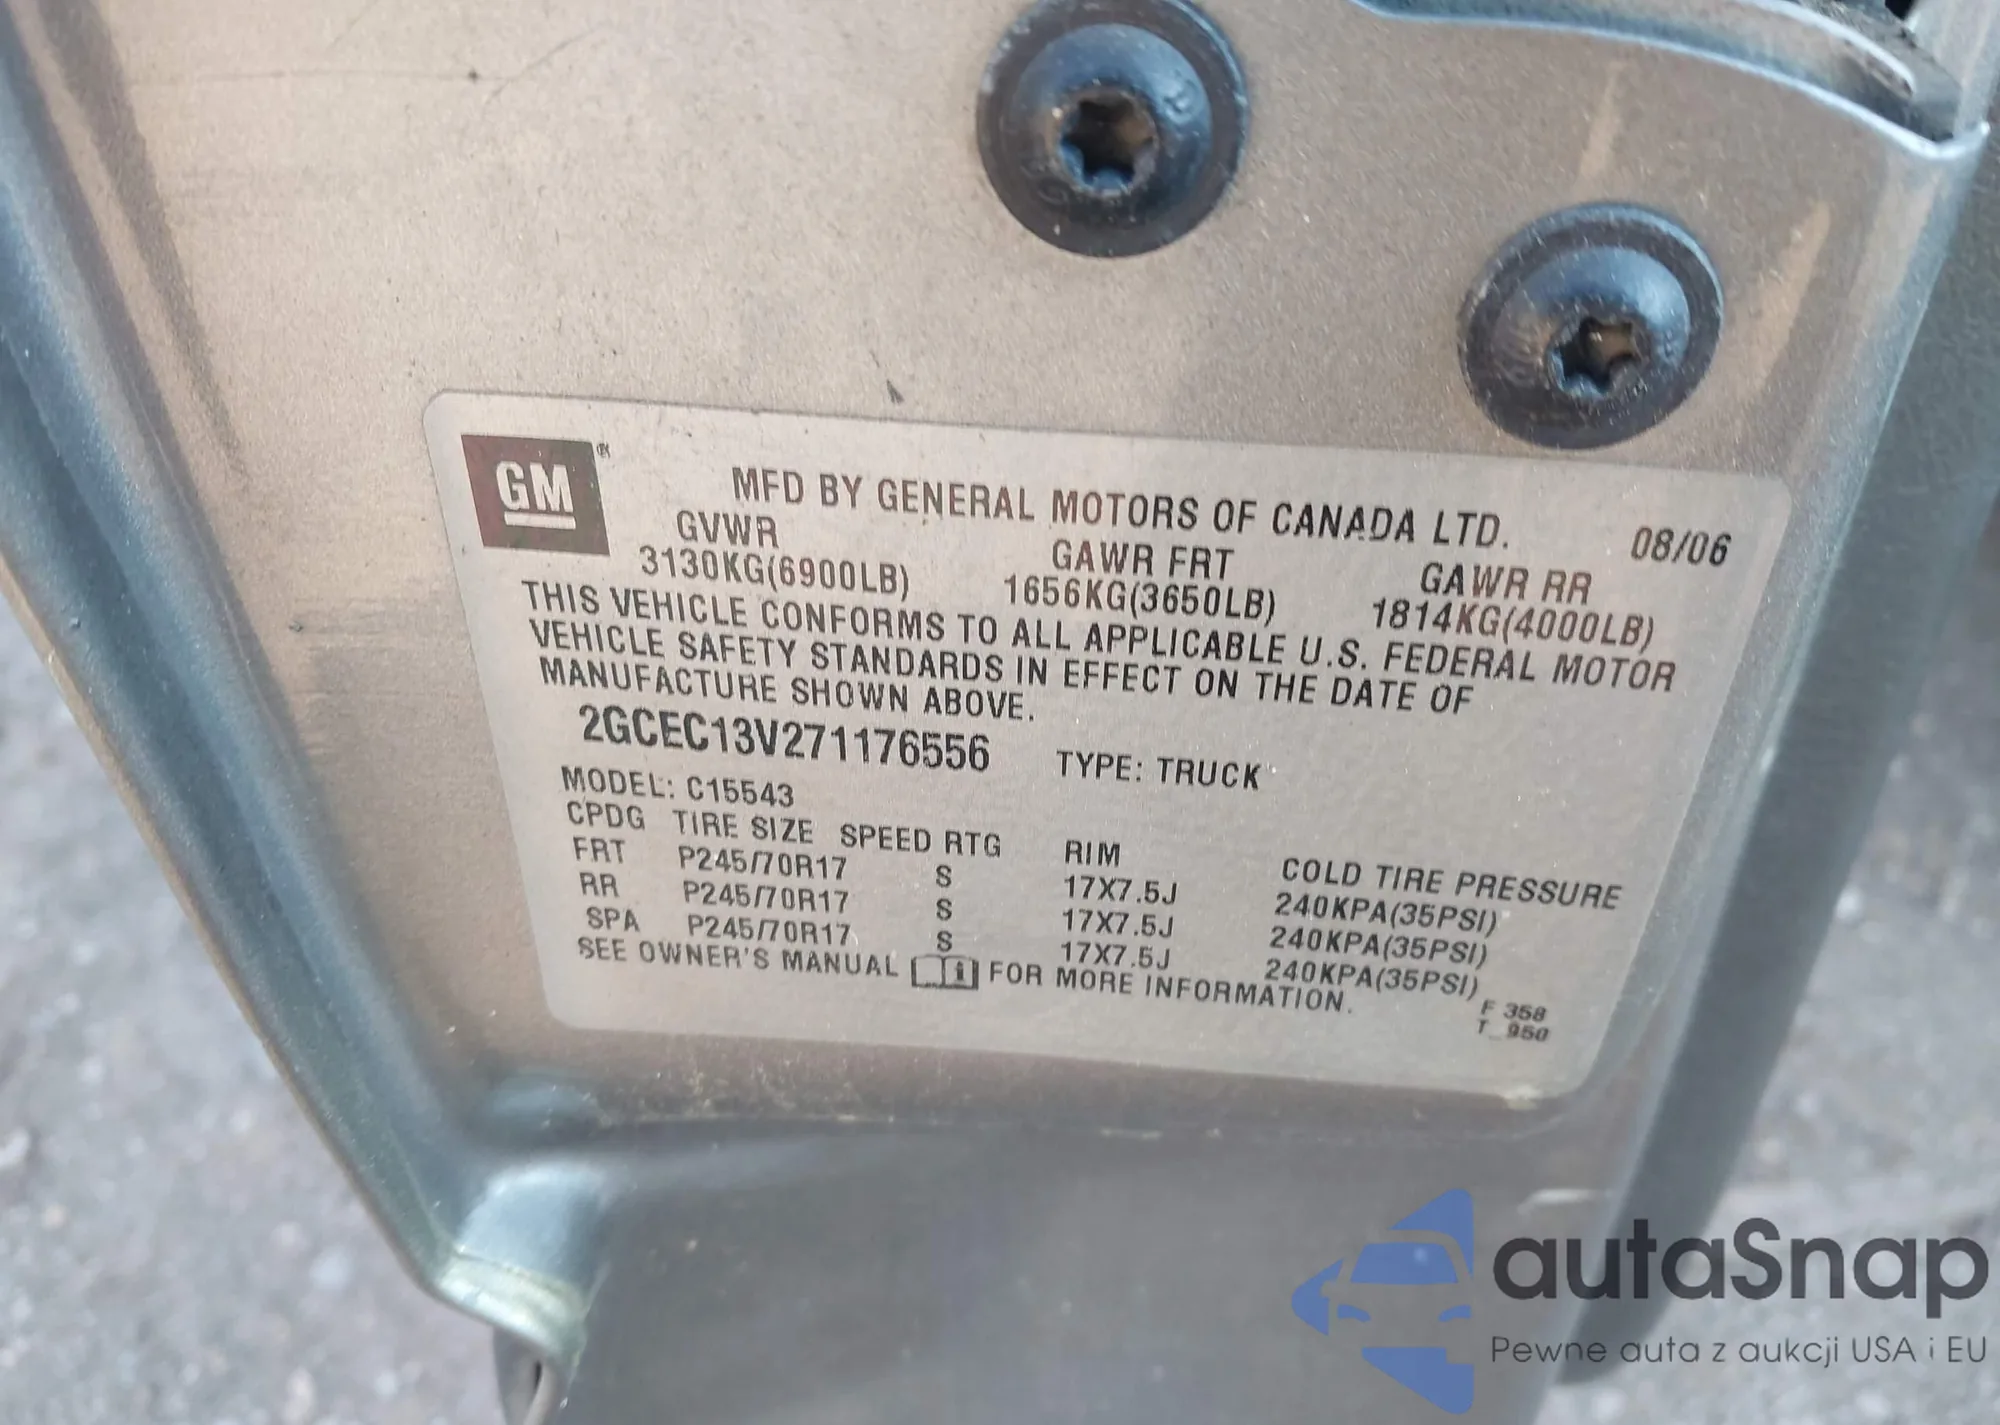 GM®
MFD BY GENERAL MOTORS OF CANADA LTD. 08/06
GVWR GAWR FRT GAWR RR
3130KG(6900LB) 1656KG(3650LB) 1814KG(4000LB)
THIS VEHICLE CONFORMS TO ALL APPLICABLE U.S. FEDERAL MOTOR
VEHICLE SAFETY STANDARDS IN EFFECT ON THE DATE OF
MANUFACTURE SHOWN ABOVE.
2GCEC13V271176556 TYPE: TRUCK
MODEL: C15543
CPDG TIRE SIZE SPEED RTG RIM COLD TIRE PRESSURE
FRT P245/70R17 S 17X7.5J 240KPA(35PSI)
RR P245/70R17 S 17X7.5J 240KPA(35PSI)
SPA P245/70R17 S 17X7.5J 240KPA(35PSI)
SEE OWNER'S MANUAL FOR MORE INFORMATION.
F 358
T 950
autaSnap
Pewne auta z aukcji USA i EU